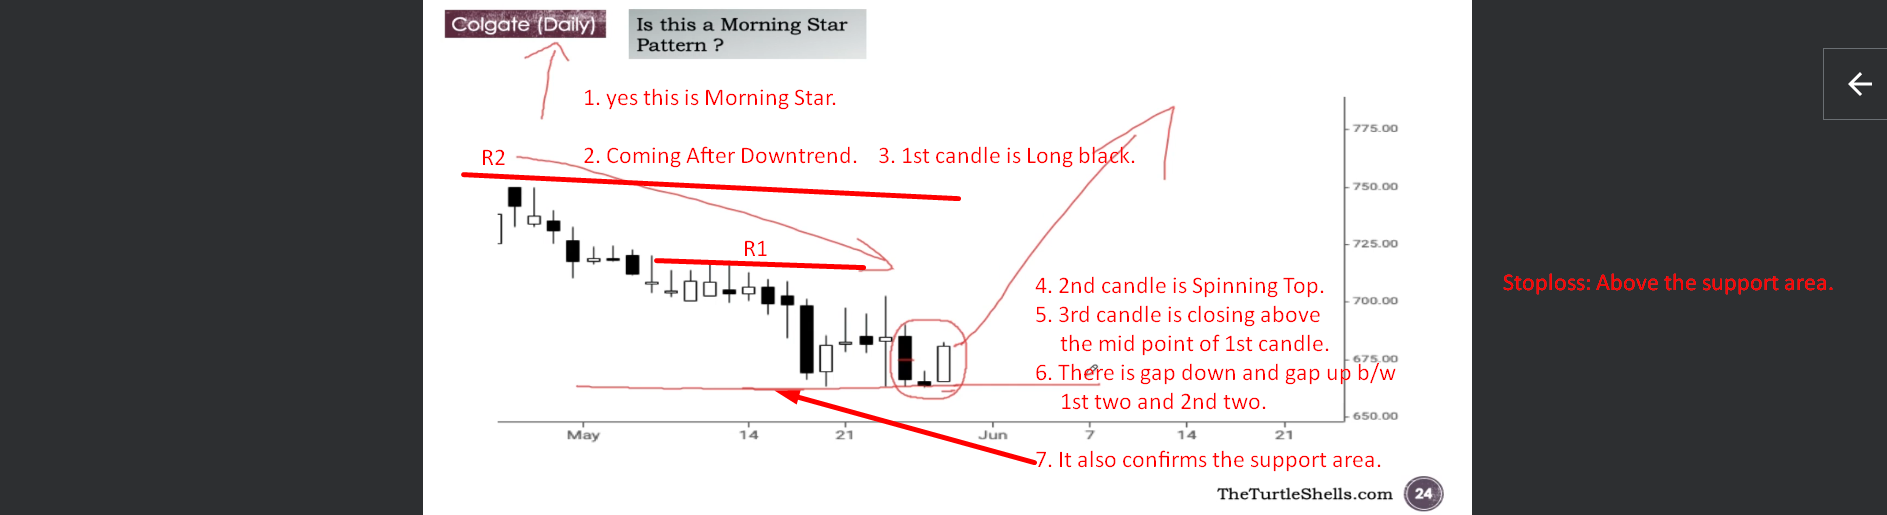 Colgate (Daily)
Is this a Morning Star
Pattern ?
1. yes this is Morning Star.
R2
2. Coming After Downtrend.
3. 1st candle is Long black.
R1
4. 2nd candle is Spinning Top.
5. 3rd candle is closing above
the mid point of 1st candle.
6. There is gap down and gap up b/w
1st two and 2nd two.
775.00
750.00
725.00
700.00
675.00
650.00
May
14
21
Jun
7
14
21
7. It also confirms the support area.
TheTurtleShells.com
24
Stoploss: Above the support area.